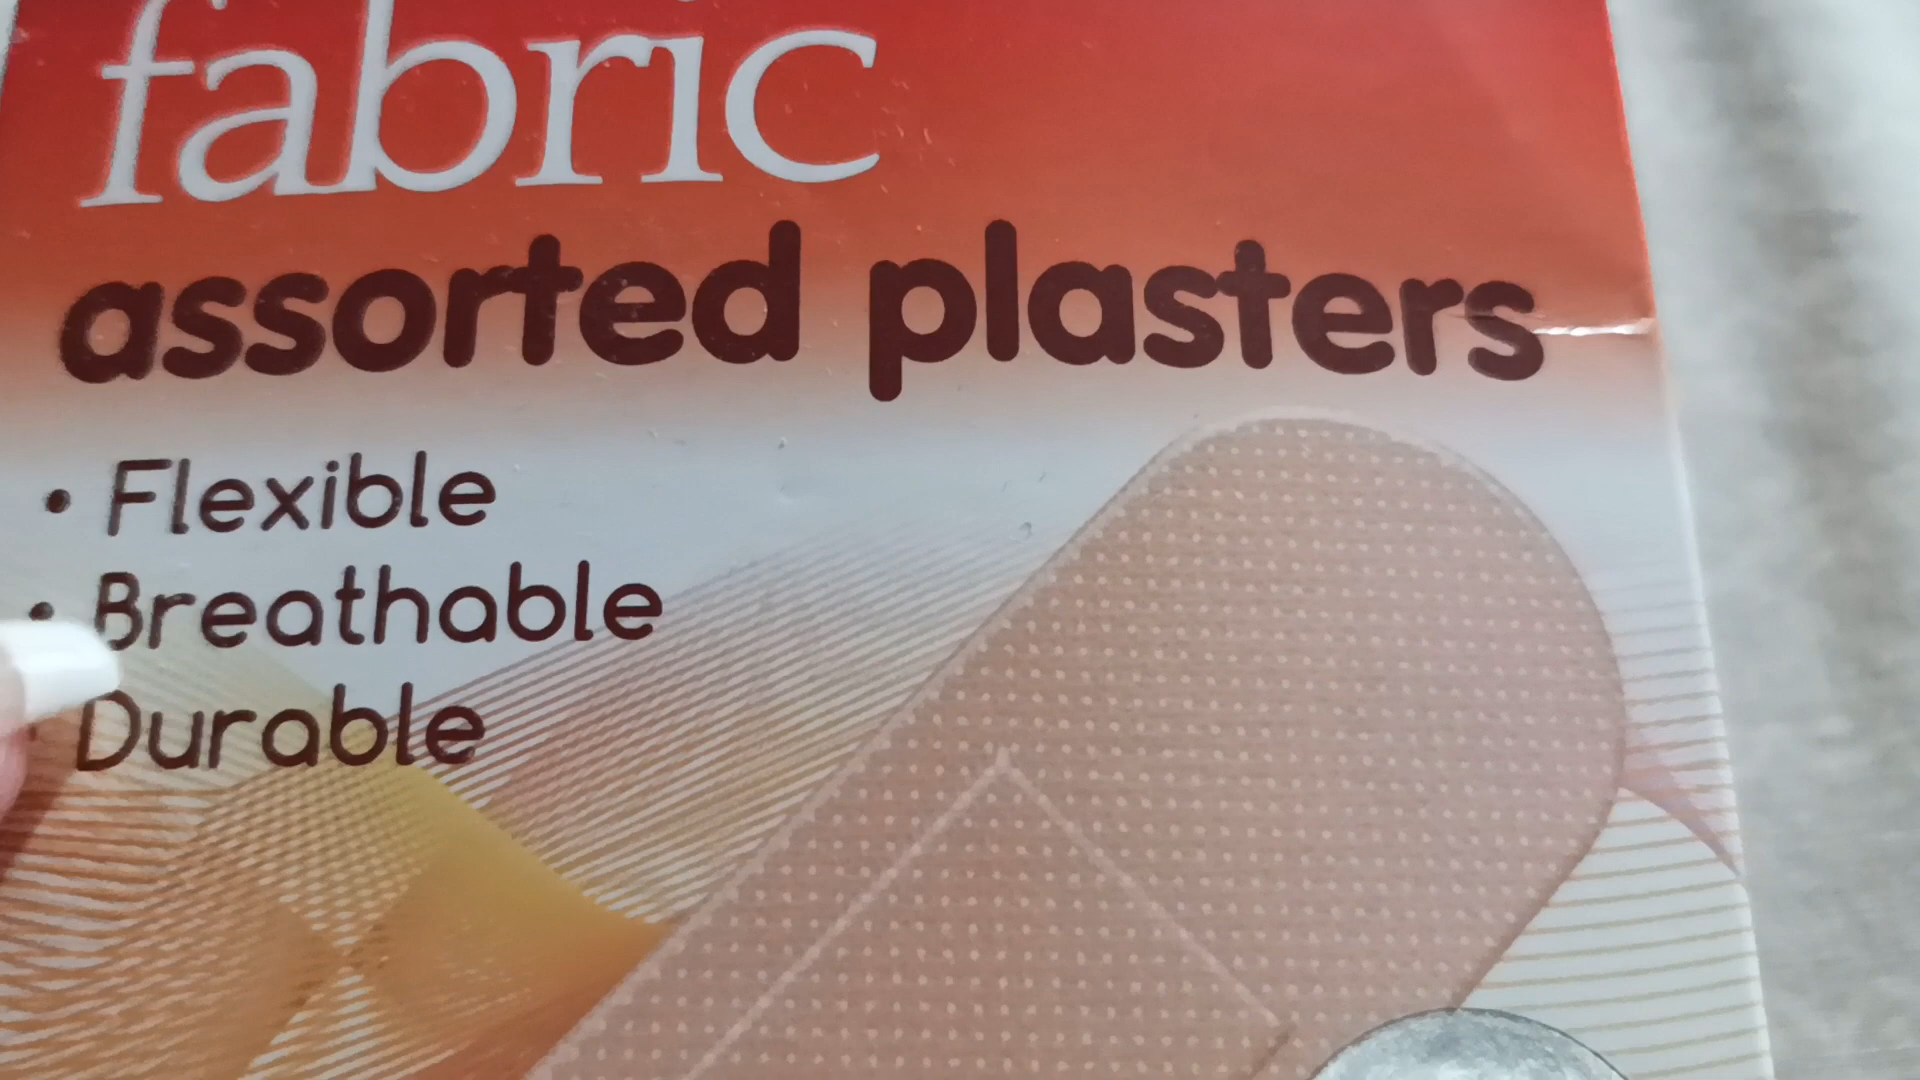 fabric
assorted plasters
• Flexible
• Breathable
• Durable